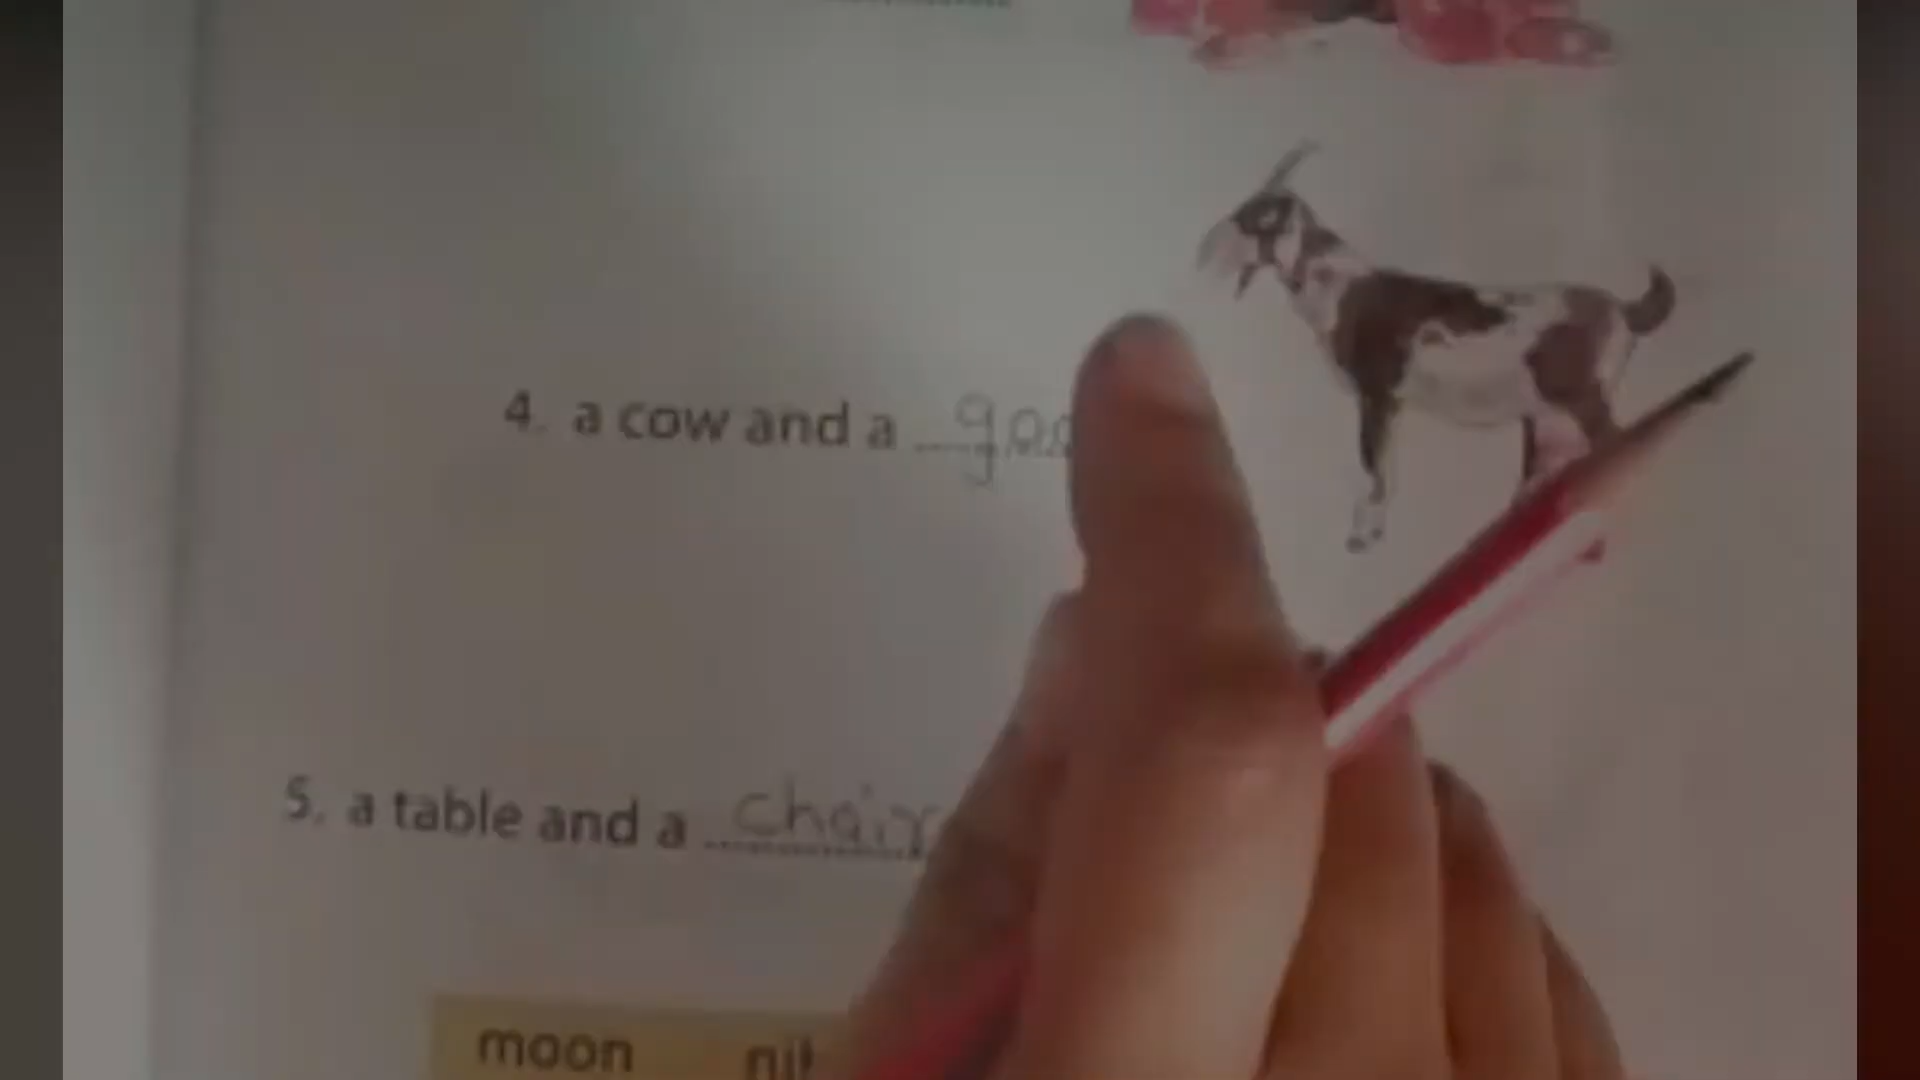 4. a cow and a goa
5. a table and a chair
moon